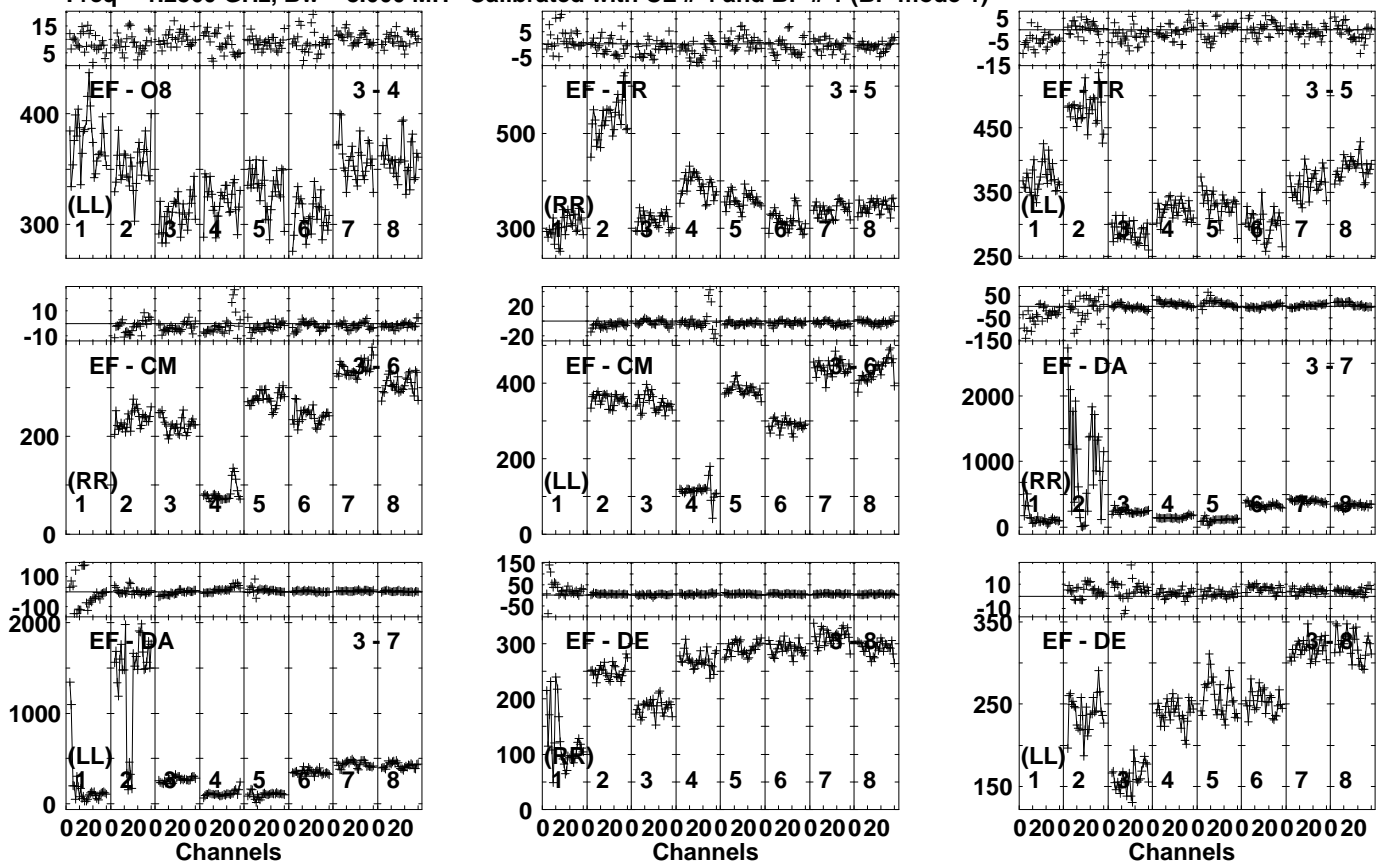 15 5 5 -5 5 -5 -15
EF - O8 3 - 4 EF - TR 3 - 5 EF - TR 3 - 5
400 300 500 300 450 350 250
(LL) (RR) (LL)
1 2 3 4 5 6 7 8 1 2 3 4 5 6 7 8 1 2 3 4 5 6 7 8
10 -10 20 -20 50 -50 -150
EF - CM 3 - 6 EF - CM 3 - 6 EF - DA 3 - 7
200 0 400 200 0 2000 1000 0
(RR) (LL) (RR)
1 2 3 4 5 6 7 8 1 2 3 4 5 6 7 8 1 2 3 4 5 6 7 8
100 -100 150 50 -50 10 -10
EF - DA 3 - 7 EF - DE 3 - 8 EF - DE 3 - 8
2000 1000 0 300 200 100 0 350 250 150
(LL) (RR) (LL)
1 2 3 4 5 6 7 8 1 2 3 4 5 6 7 8 1 2 3 4 5 6 7 8
0 20 0 20 0 20 0 20 0 20 0 20 0 20 0 20 0 20 0 20 0 20 0 20 0 20 0 20 0 20 0 20 0 20 0 20 0 20 0 20 0 20 0 20 0 20 0 20
Channels Channels Channels